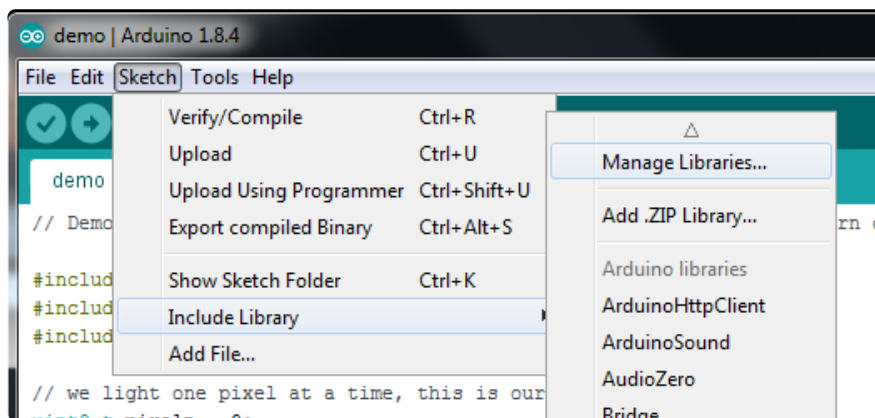 demo | Arduino 1.8.4
File Edit Sketch Tools Help
Verify/Compile Ctrl+R
Upload Ctrl+U
Upload Using Programmer Ctrl+Shift+U
Export compiled Binary Ctrl+Alt+S
Show Sketch Folder Ctrl+K
Include Library
Add File...
Manage Libraries...
Add .ZIP Library...
Arduino libraries
ArduinoHttpClient
ArduinoSound
AudioZero
Bridge
demo
// Demo
#includ
#includ
#includ
// we light one pixel at a time, this is our